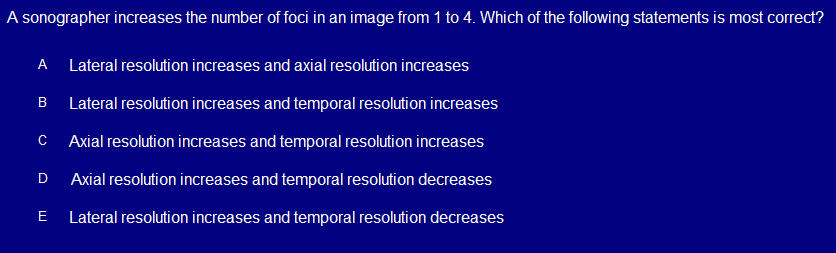 A sonographer increases the number of foci in an image from 1 to 4. Which of the following statements is most correct?
A Lateral resolution increases and axial resolution increases
B Lateral resolution increases and temporal resolution increases
C Axial resolution increases and temporal resolution increases
D Axial resolution increases and temporal resolution decreases
E Lateral resolution increases and temporal resolution decreases